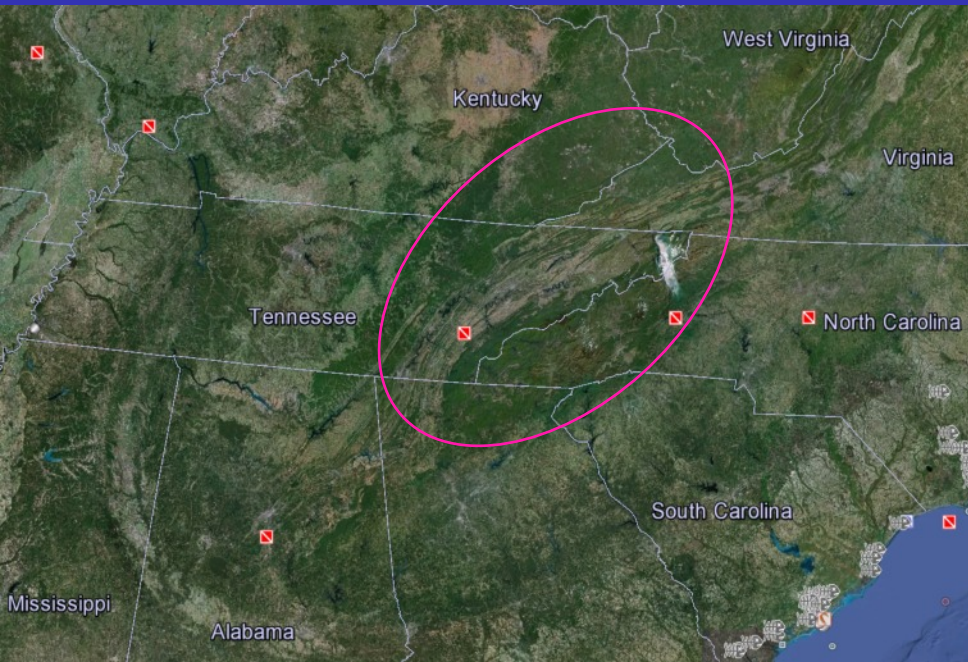 West Virginia
Kentucky
Virginia
Tennessee
North Carolina
South Carolina
Mississippi
Alabama